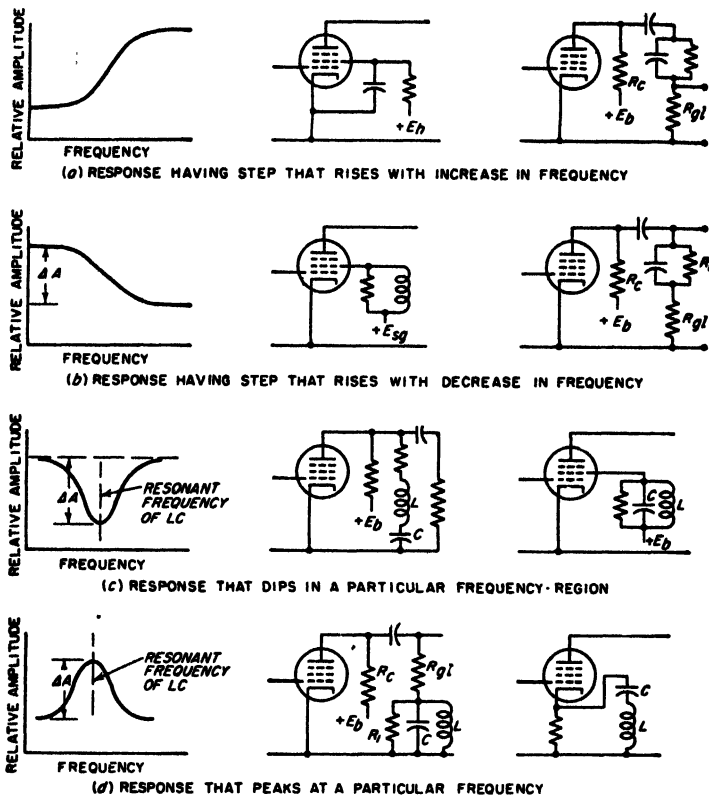 RELATIVE AMPLITUDE
FREQUENCY
+Eh
Rc
+Eb
Rgl
(a) RESPONSE HAVING STEP THAT RISES WITH INCREASE IN FREQUENCY
RELATIVE AMPLITUDE
ΔA
FREQUENCY
+Esg
Rc
+Eb
Rgl
(b) RESPONSE HAVING STEP THAT RISES WITH DECREASE IN FREQUENCY
RELATIVE AMPLITUDE
ΔA
RESONANT
FREQUENCY
OF LC
FREQUENCY
+Eb
L
C
C
L
+Eb
(c) RESPONSE THAT DIPS IN A PARTICULAR FREQUENCY-REGION
RELATIVE AMPLITUDE
ΔA
RESONANT
FREQUENCY
OF LC
FREQUENCY
Rc
+Eb
Rgl
R1
C
L
C
L
(d) RESPONSE THAT PEAKS AT A PARTICULAR FREQUENCY